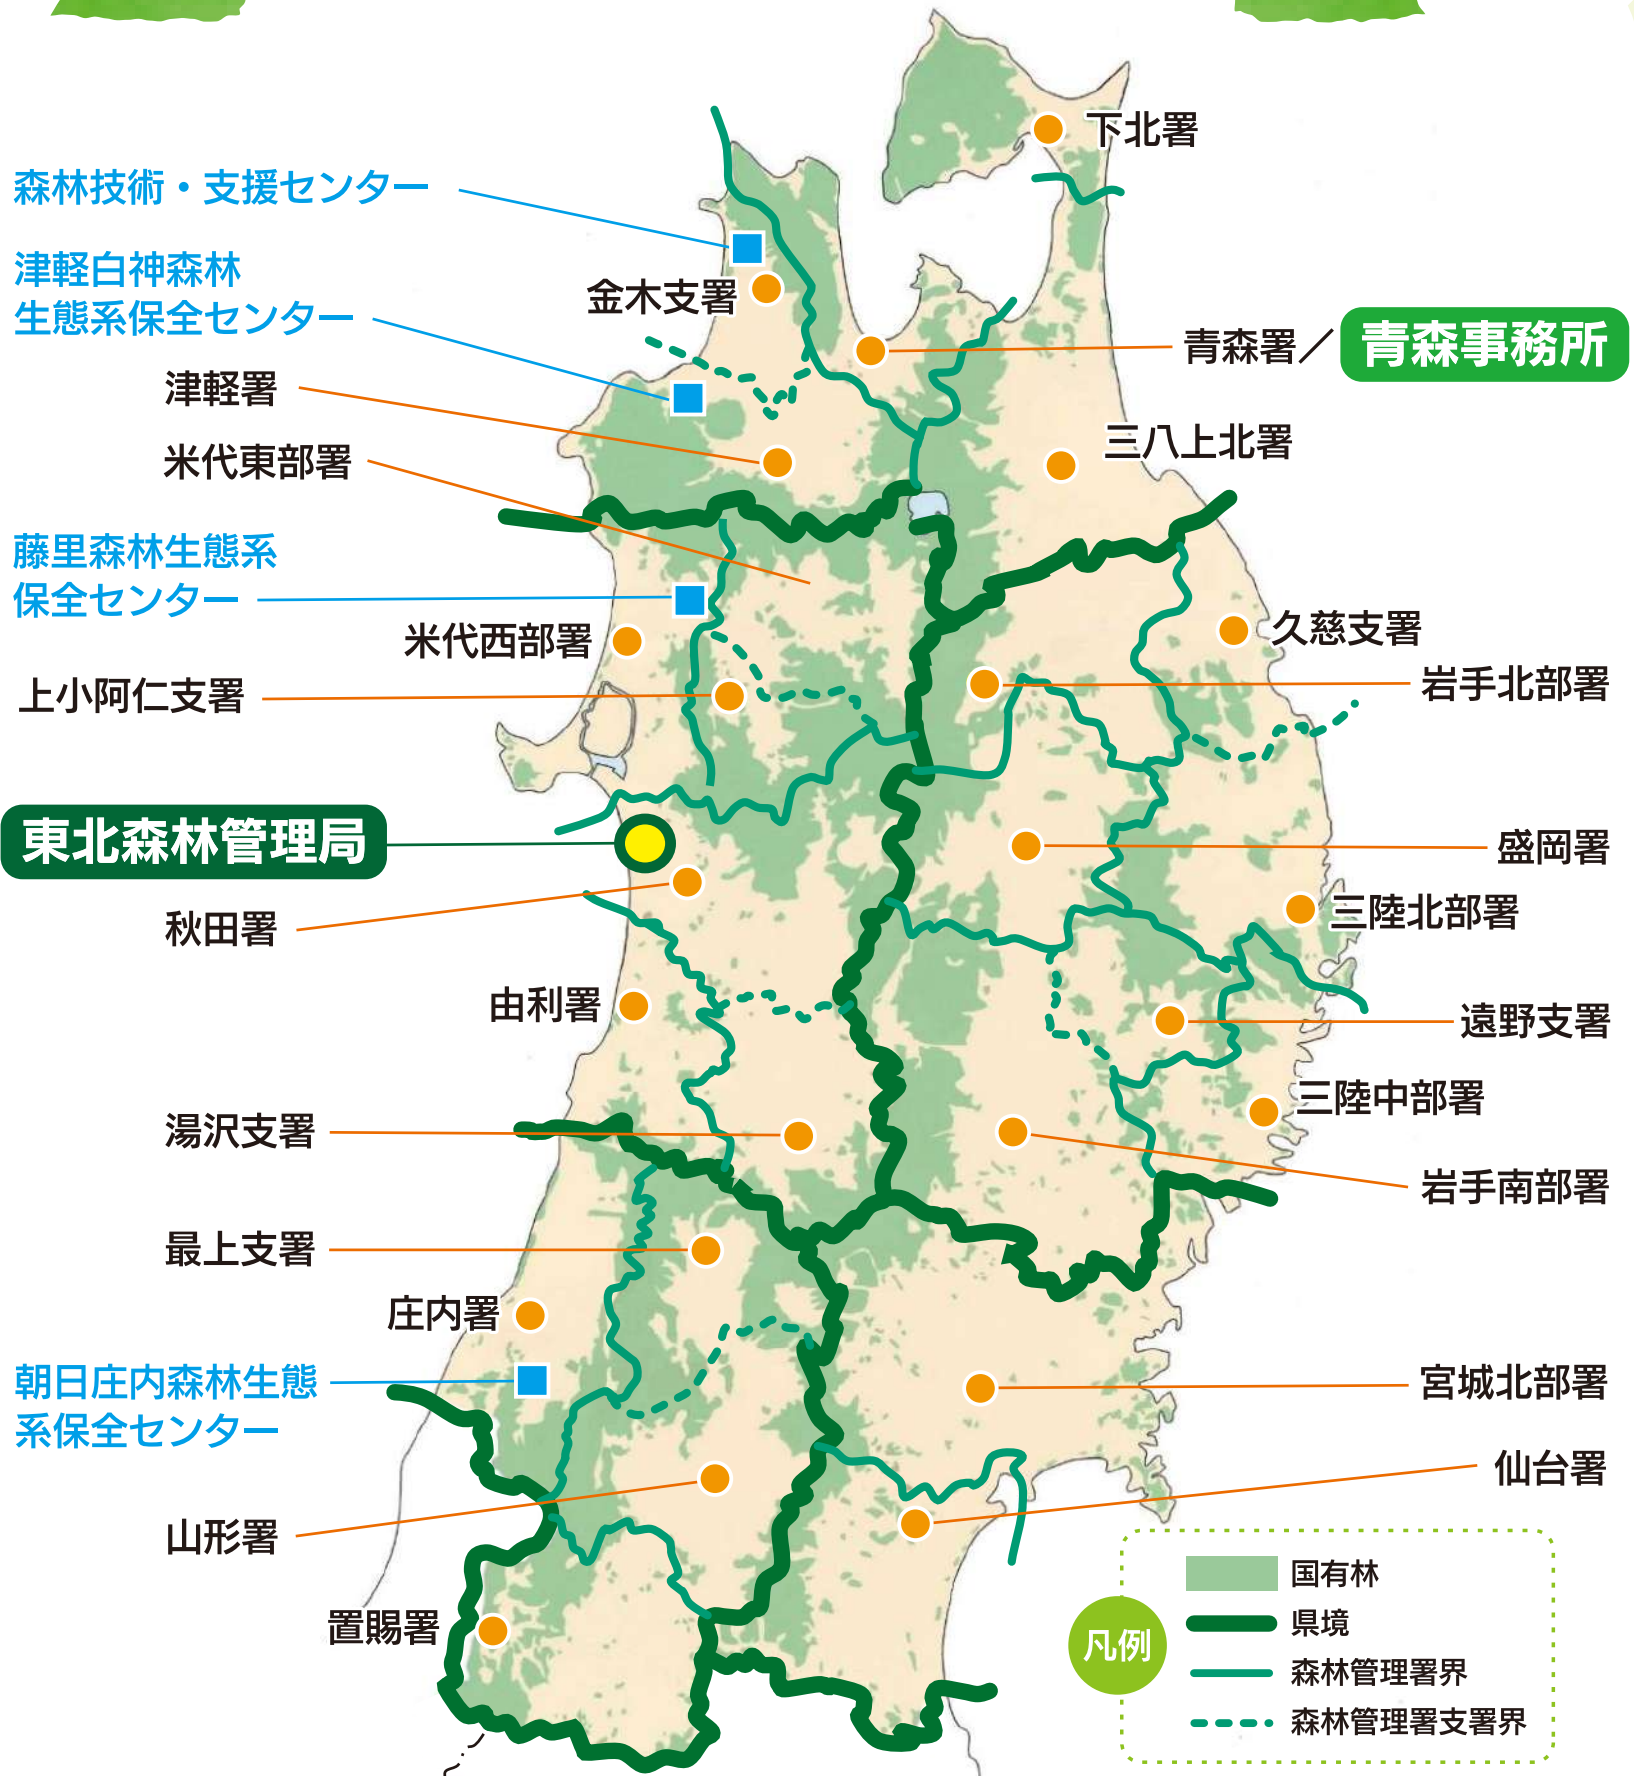 下北署
森林技術・支援センター
津軽白神森林
生態系保全センター
金木支署
青森署／青森事務所
津軽署
三八上北署
米代東部署
藤里森林生態系
保全センター
米代西部署
久慈支署
上小阿仁支署
岩手北部署
東北森林管理局
盛岡署
秋田署
三陸北部署
由利署
遠野支署
湯沢支署
三陸中部署
岩手南部署
最上支署
庄内署
朝日庄内森林生態
系保全センター
宮城北部署
仙台署
山形署
置賜署
凡例
国有林
県境
森林管理署界
森林管理署支署界